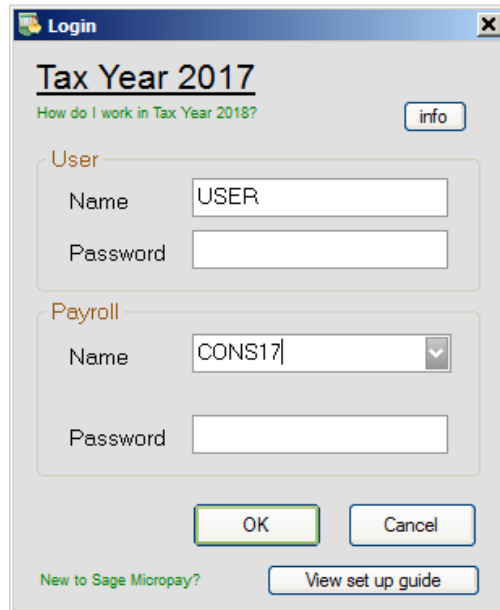 Login
Tax Year 2017
How do I work in Tax Year 2018?
info
User
Name USER
Password
Payroll
Name CONS17
Password
OK Cancel
New to Sage Micropay? View set up guide